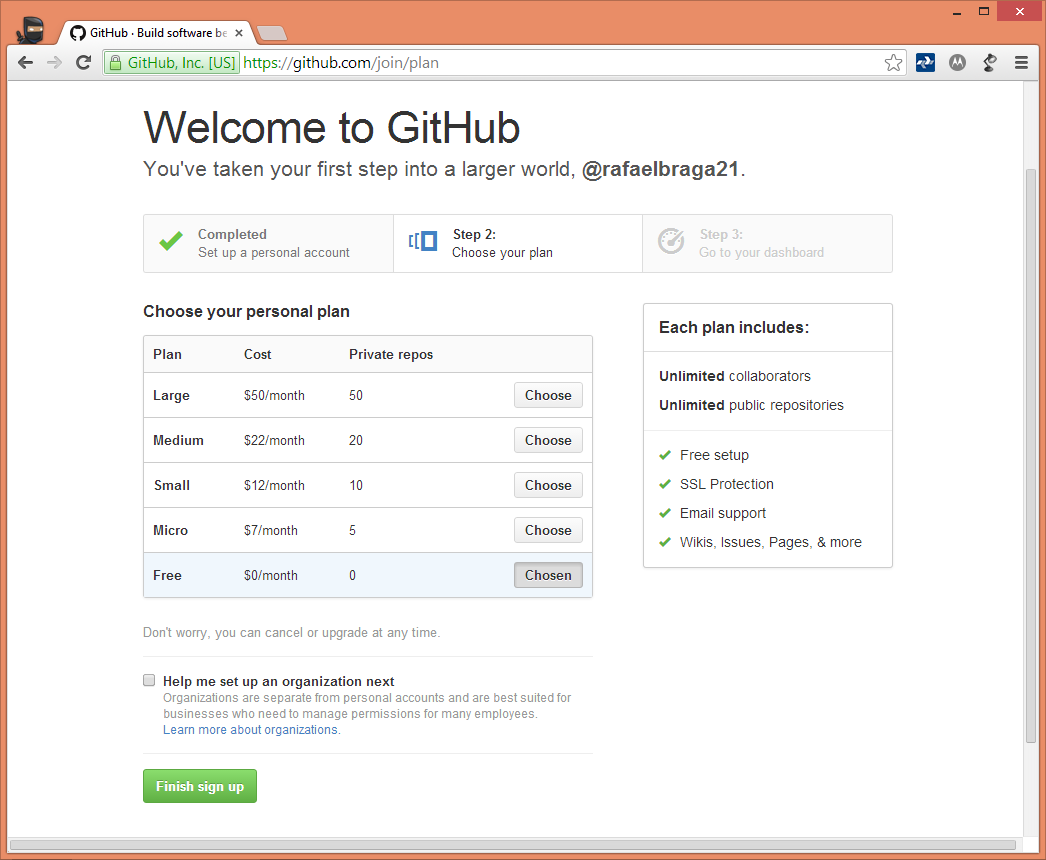 GitHub · Build software be
GitHub, Inc. [US] https://github.com/join/plan
Welcome to GitHub
You've taken your first step into a larger world, @rafaelbraga21.
Completed
Set up a personal account
Step 2:
Choose your plan
Step 3:
Go to your dashboard
Choose your personal plan
Plan Cost Private repos
Large $50/month 50 Choose
Medium $22/month 20 Choose
Small $12/month 10 Choose
Micro $7/month 5 Choose
Free $0/month 0 Chosen
Don't worry, you can cancel or upgrade at any time.
Help me set up an organization next
Organizations are separate from personal accounts and are best suited for
businesses who need to manage permissions for many employees.
Learn more about organizations.
Finish sign up
Each plan includes:
Unlimited collaborators
Unlimited public repositories
Free setup
SSL Protection
Email support
Wikis, Issues, Pages, & more